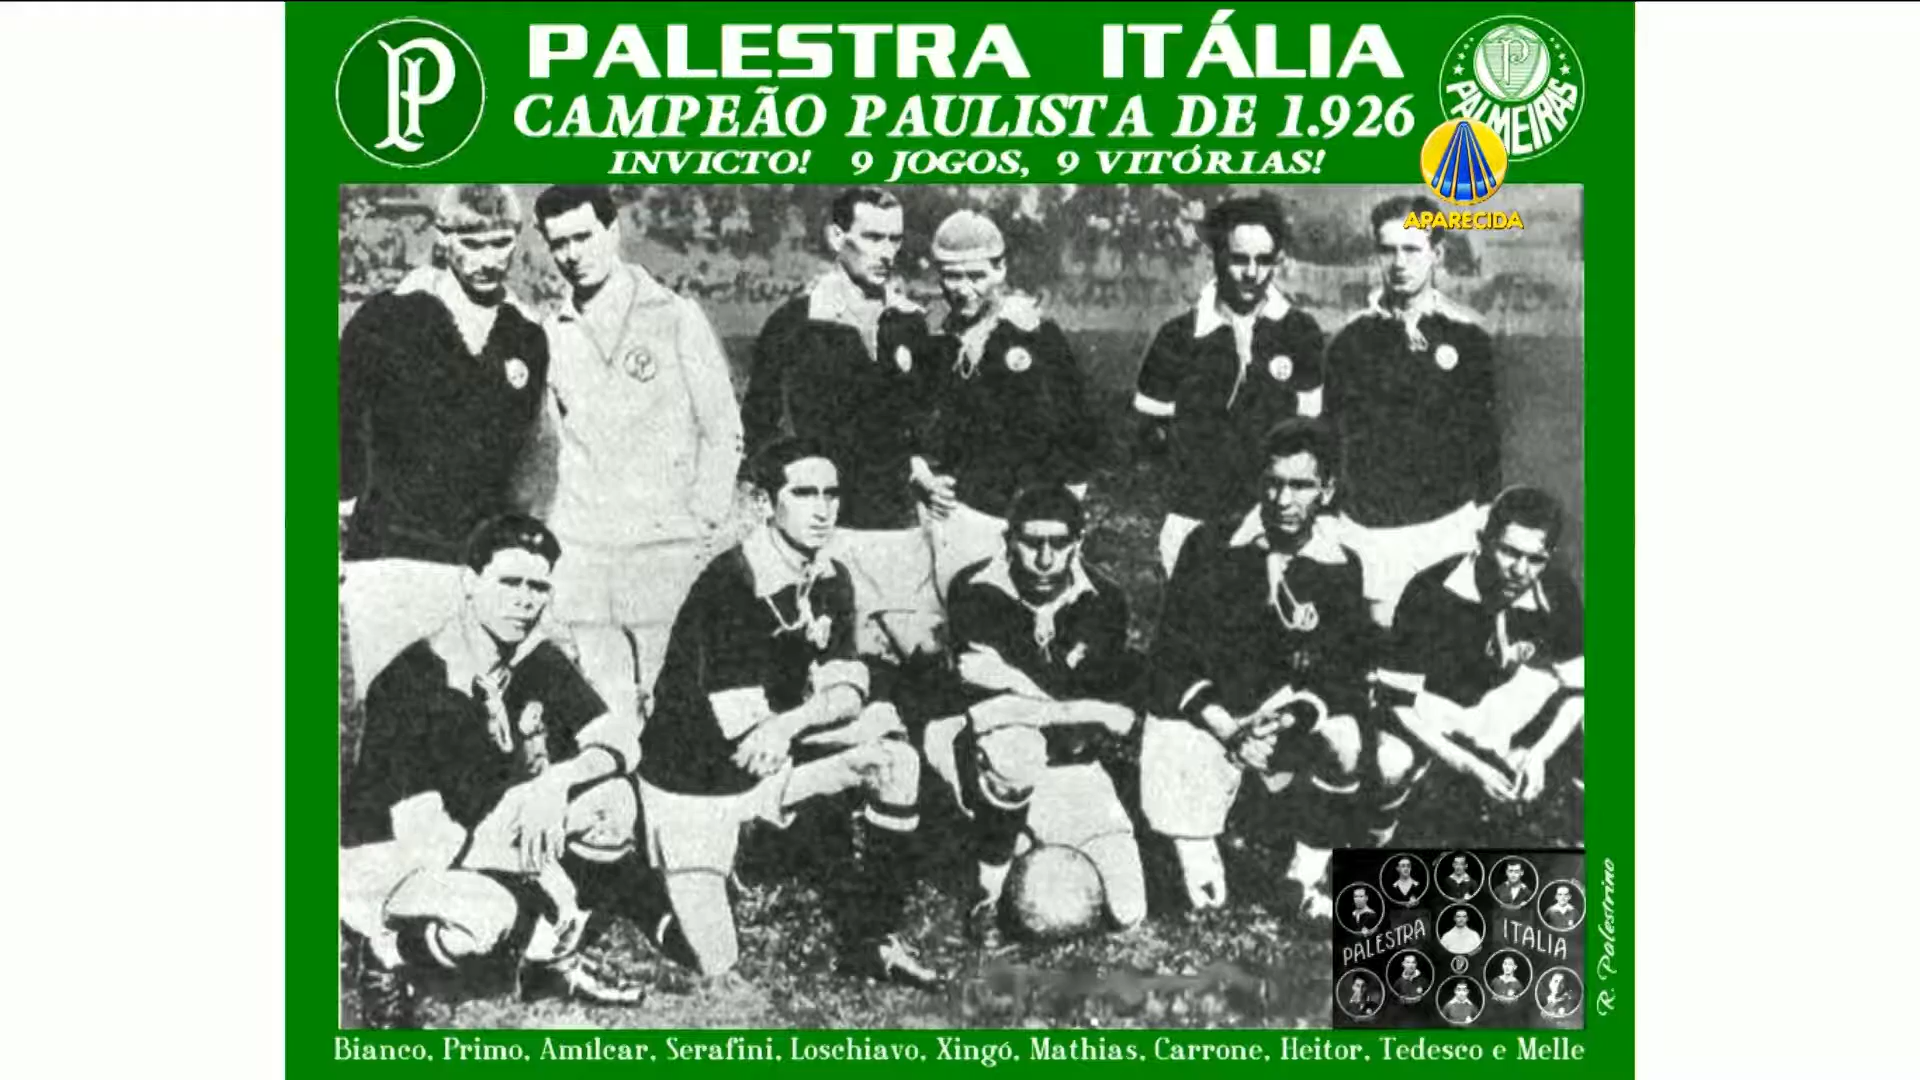 PALESTRA ITÁLIA
CAMPEÃO PAULISTA DE 1.926
INVICTO! 9 JOGOS, 9 VITÓRIAS!
PALMEIRAS
APARECIDA
PALESTRA ITALIA
R. Palestrino
Bianco, Primo, Amílcar, Serafini, Loschiavo, Xingó, Mathias, Carrone, Heitor, Tedesco e Melle